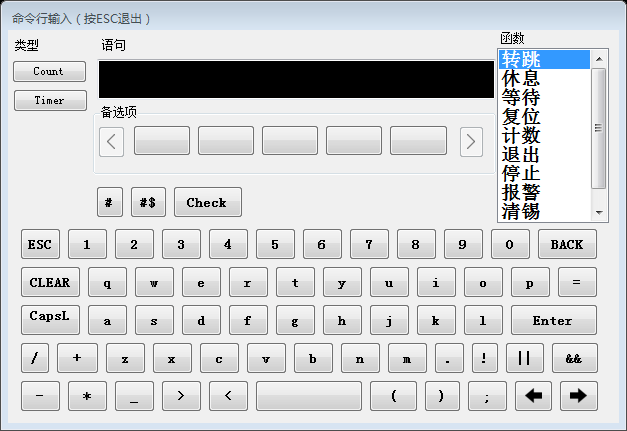 命令行输入（按ESC退出）
类型
语句
函数
Count
Timer
转跳
休息
等待
复位
计数
退出
停止
报警
清锡
备选项
# #$ Check
ESC 1 2 3 4 5 6 7 8 9 0 BACK
CLEAR q w e r t y u i o p =
CapsL a s d f g h j k l Enter
/ + z x c v b n m . ! || &&
- * _ > < ( ) ;